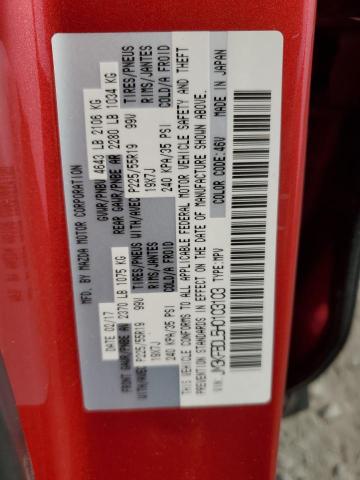 MFD. BY MAZDA MOTOR CORPORATION
DATE 02/17 GVWR/PNBV 4643 LB 2106 KG
FRONT GAWR/PNBE AV 2370 LB 1075 KG REAR GAWR/PNBE AR 2280 LB 1034 KG
WITH/AVEC P225/55R19 99V TIRES/PNEUS WITH/AVEC P225/55R19 99V TIRES/PNEUS
19X7J RIMS/JANTES 19X7J RIMS/JANTES
240 KPA/35 PSI COLD/A FROID 240 KPA/35 PSI COLD/A FROID
THIS VEHICLE CONFORMS TO ALL APPLICABLE FEDERAL MOTOR VEHICLE SAFETY AND THEFT
PREVENTION STANDARDS IN EFFECT ON THE DATE OF MANUFACTURE SHOWN ABOVE.
COLOR CODE: 46V MADE IN JAPAN
VIN: JM3KFBDL5H0103103 TYPE: MPV